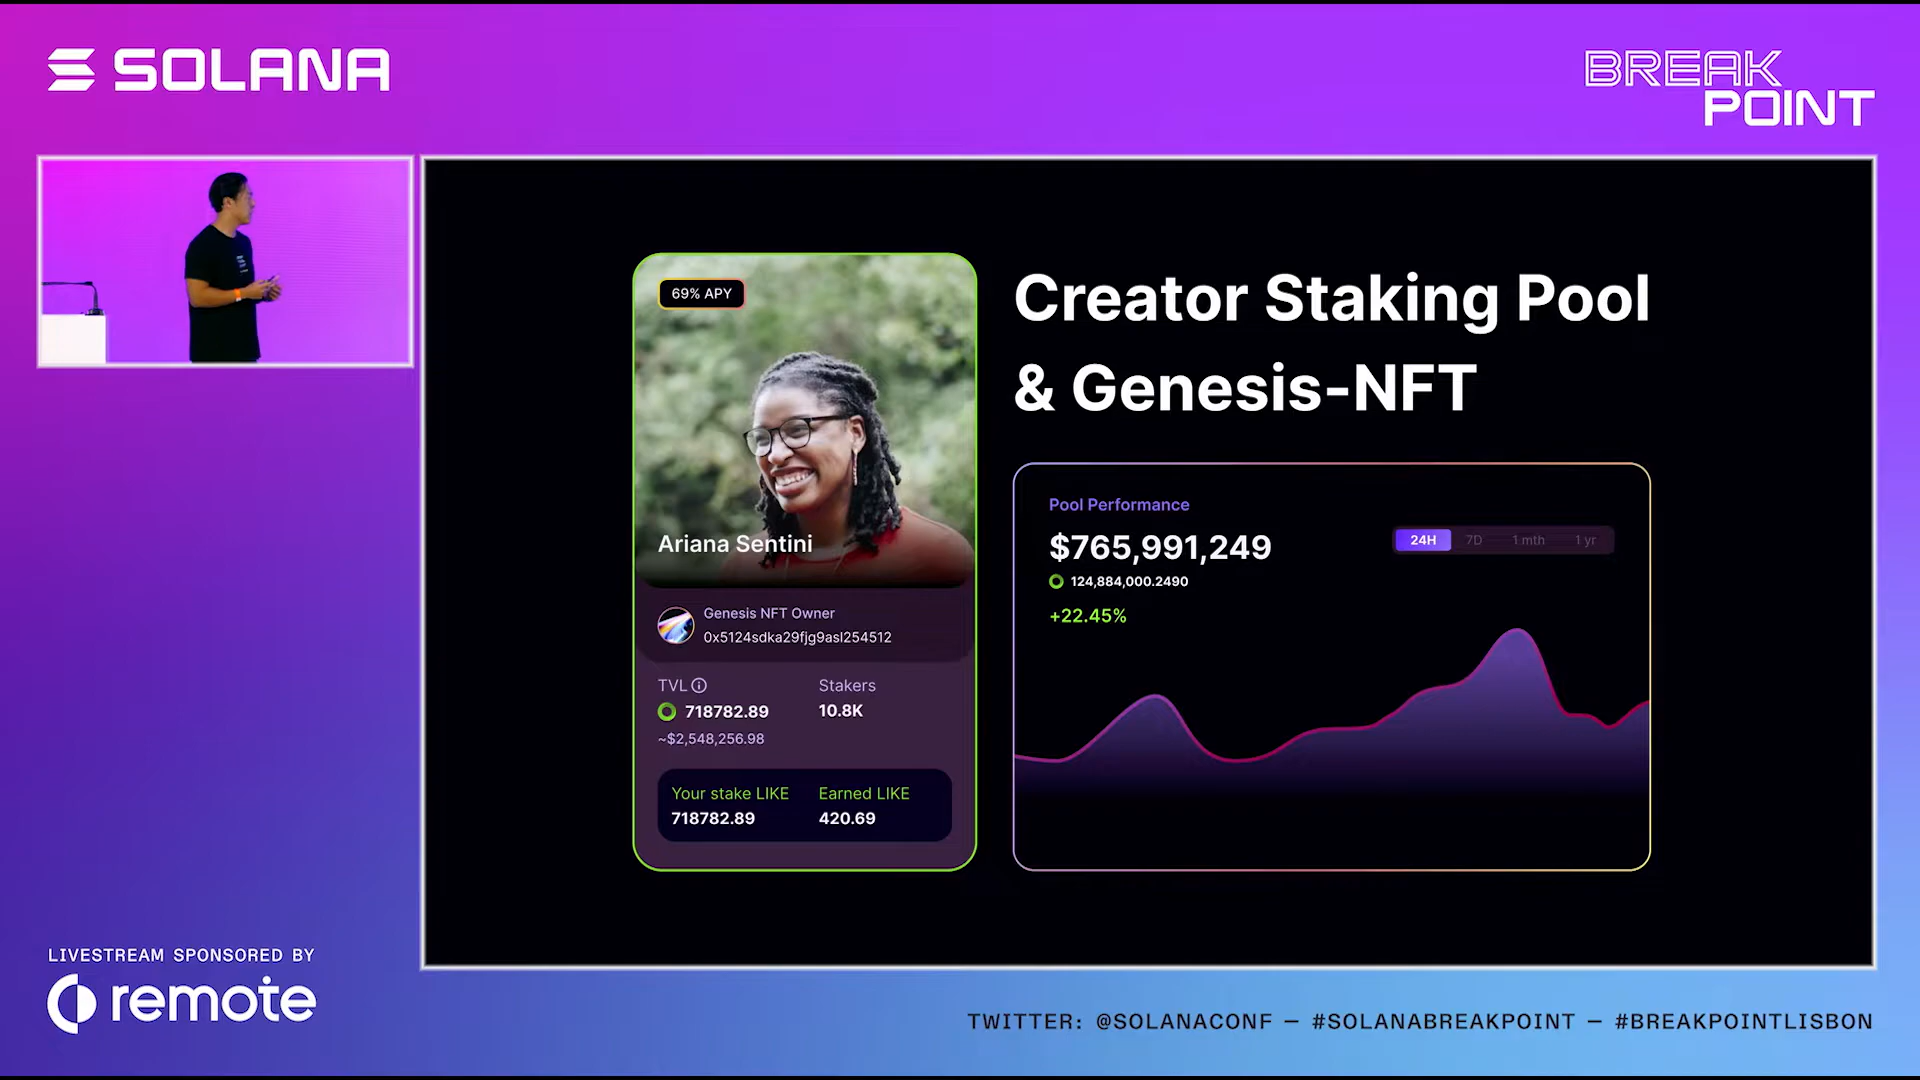 SOLANA
BREAK
POINT
69% APY
Ariana Sentini
Genesis NFT Owner
0x5124sdka29fjg9asl254512
TVL
Stakers
718782.89
10.8K
~$2,548,256.98
Your stake LIKE
Earned LIKE
718782.89
420.69
Creator Staking Pool
& Genesis-NFT
Pool Performance
$765,991,249
24H 7D 1 mth 1 yr
124,884,000.2490
+22.45%
LIVESTREAM SPONSORED BY
remote
TWITTER: @SOLANACONF — #SOLANABREAKPOINT — #BREAKPOINTLISBON